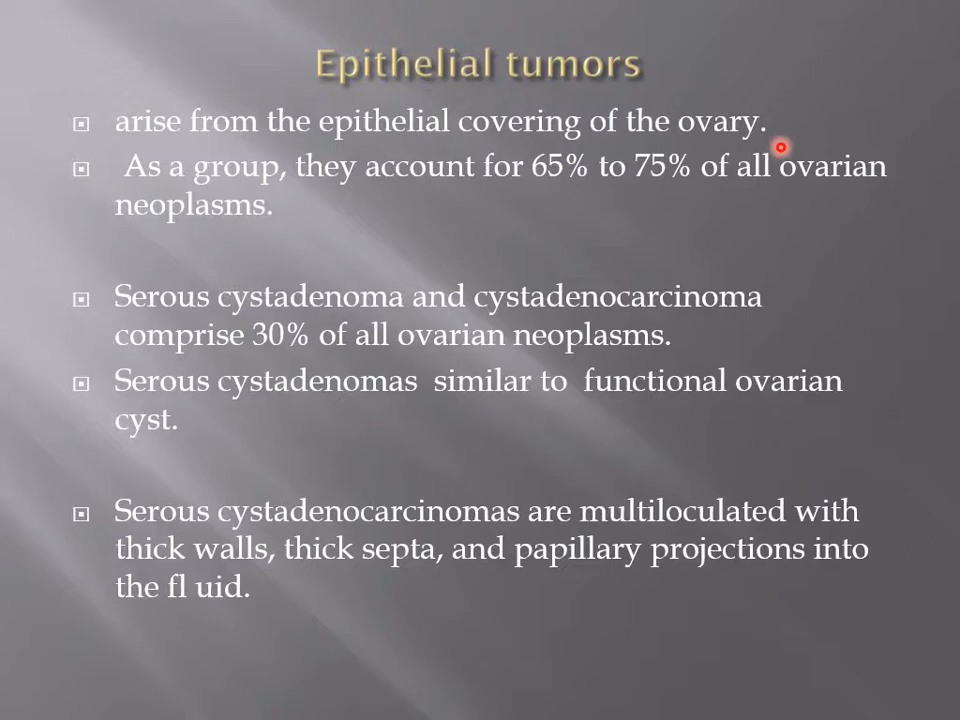 Epithelial tumors
arise from the epithelial covering of the ovary.
As a group, they account for 65% to 75% of all ovarian
neoplasms.
Serous cystadenoma and cystadenocarcinoma
comprise 30% of all ovarian neoplasms.
Serous cystadenomas  similar to  functional ovarian
cyst.
Serous cystadenocarcinomas are multiloculated with
thick walls, thick septa, and papillary projections into
the fl uid.